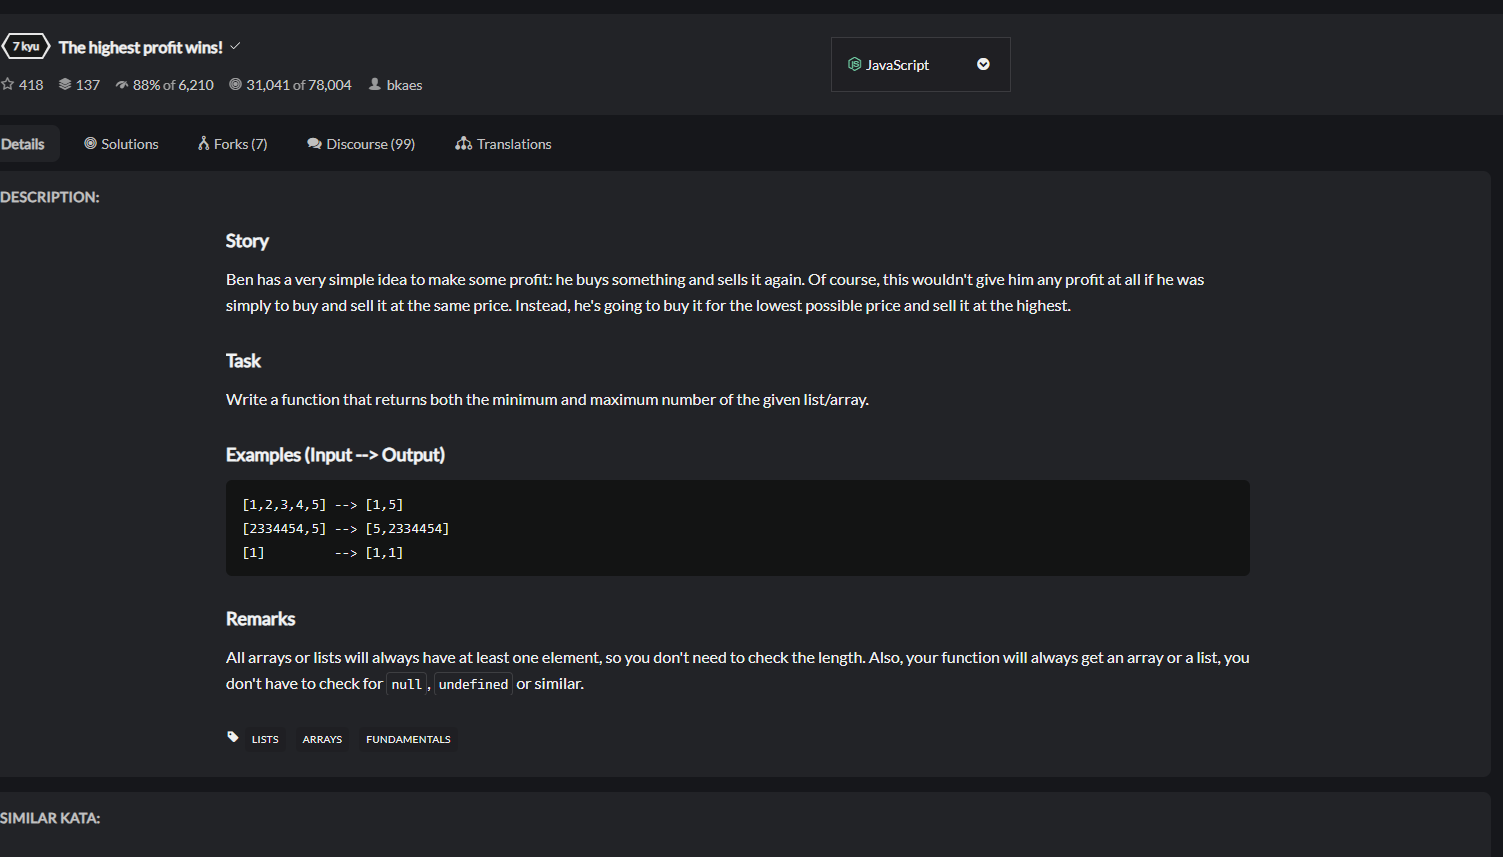 7 kyu The highest profit wins!
JavaScript
418 137 88% of 6,210 31,041 of 78,004 bkaes
Details Solutions Forks (7) Discourse (99) Translations
DESCRIPTION:
Story
Ben has a very simple idea to make some profit: he buys something and sells it again. Of course, this wouldn't give him any profit at all if he was
simply to buy and sell it at the same price. Instead, he's going to buy it for the lowest possible price and sell it at the highest.
Task
Write a function that returns both the minimum and maximum number of the given list/array.
Examples (Input --> Output)
[1,2,3,4,5] --> [1,5]
[2334454,5] --> [5,2334454]
[1]         --> [1,1]
Remarks
All arrays or lists will always have at least one element, so you don't need to check the length. Also, your function will always get an array or a list, you
don't have to check for null, undefined or similar.
LISTS ARRAYS FUNDAMENTALS
SIMILAR KATA: